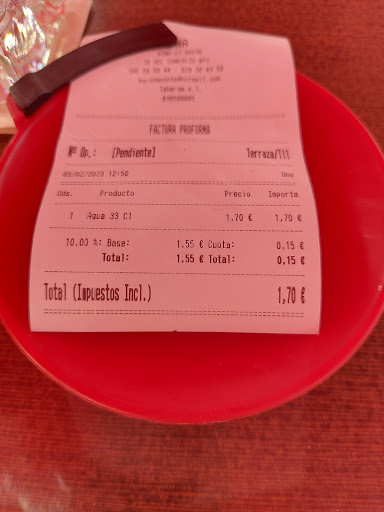 FACTURA PROFORMA
Nº Op.: [Pendiente] Terraza/T11
09/02/2023 12:50 Uno
Uds. Producto Precio Importe
1 Agua 33 Cl 1.70 € 1,70 €
10.00 %: Base: 1,55 € Cuota: 0,15 €
Total: 1,55 € Total: 0,15 €
Total (Impuestos Incl.) 1,70 €